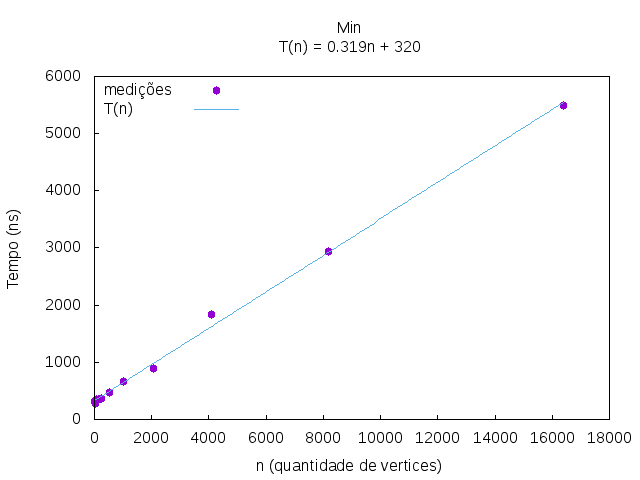 Min
T(n) = 0.319n + 320
medições
T(n)
6000
5000
4000
3000
2000
1000
0
Tempo (ns)
0 2000 4000 6000 8000 10000 12000 14000 16000 18000
n (quantidade de vertices)